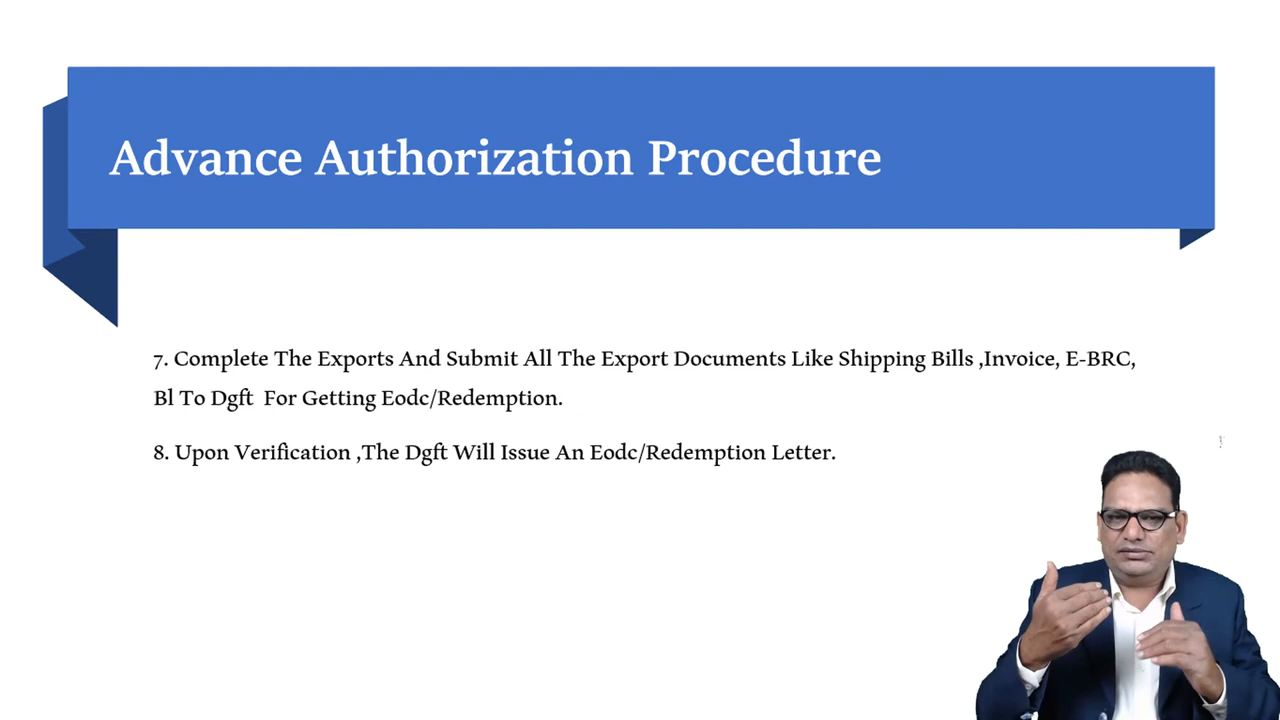 Advance Authorization Procedure
7. Complete The Exports And Submit All The Export Documents Like Shipping Bills ,Invoice, E-BRC,
Bl To Dgft For Getting Eodc/Redemption.
8. Upon Verification ,The Dgft Will Issue An Eodc/Redemption Letter.